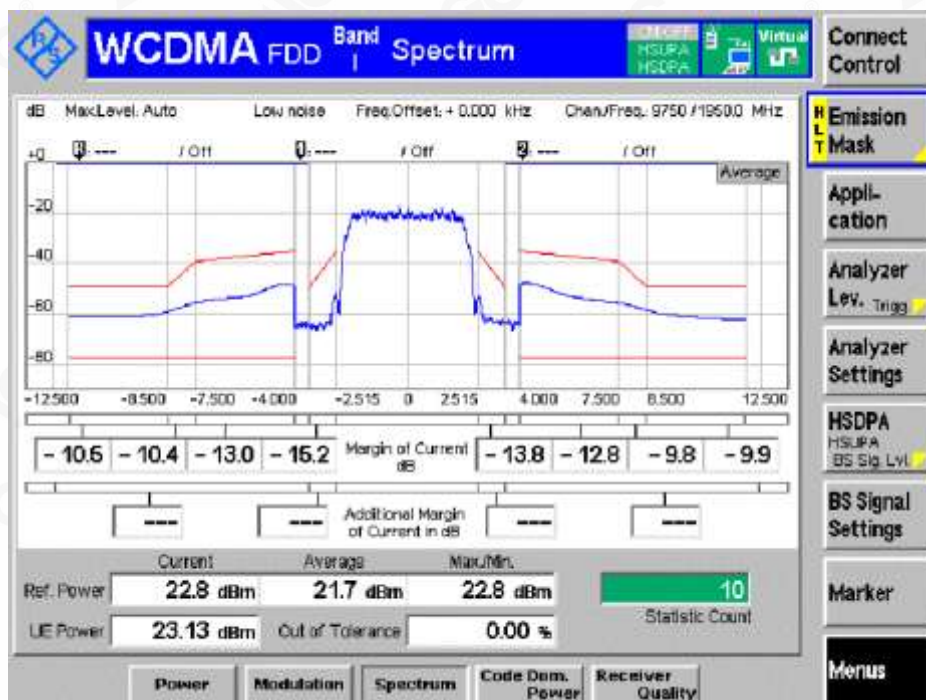 WCDMA FDD Band I Spectrum
HSUPA
HSDPA
Virtual
Connect Control
dB Max.Level: Auto Low noise Freq.Offset: + 0.000 kHz Chan./Freq.: 9750 / 1950.0 MHz
HLT Emission Mask
+0 --- / Off --- / Off 2: --- / Off
Average
-20
-40
-60
-80
-12.500 -8.500 -7.500 -4.000 -2.515 0 2.515 4.000 7.500 8.500 12.500
Appli-
cation
Analyzer
Lev. Trigg
Analyzer
Settings
- 10.6 - 10.4 - 13.0 - 15.2 Margin of Current dB - 13.8 - 12.8 - 9.8 - 9.9
HSDPA
HSUPA
BS Sig. Lvl.
--- --- Additional Margin of Current in dB --- ---
BS Signal
Settings
Current Average Max./Min.
Ref. Power 22.8 dBm 21.7 dBm 22.8 dBm 10
Statistic Count
UE Power 23.13 dBm Out of Tolerance 0.00 %
Marker
Menus
Power Modulation Spectrum Code Dom. Power Receiver Quality